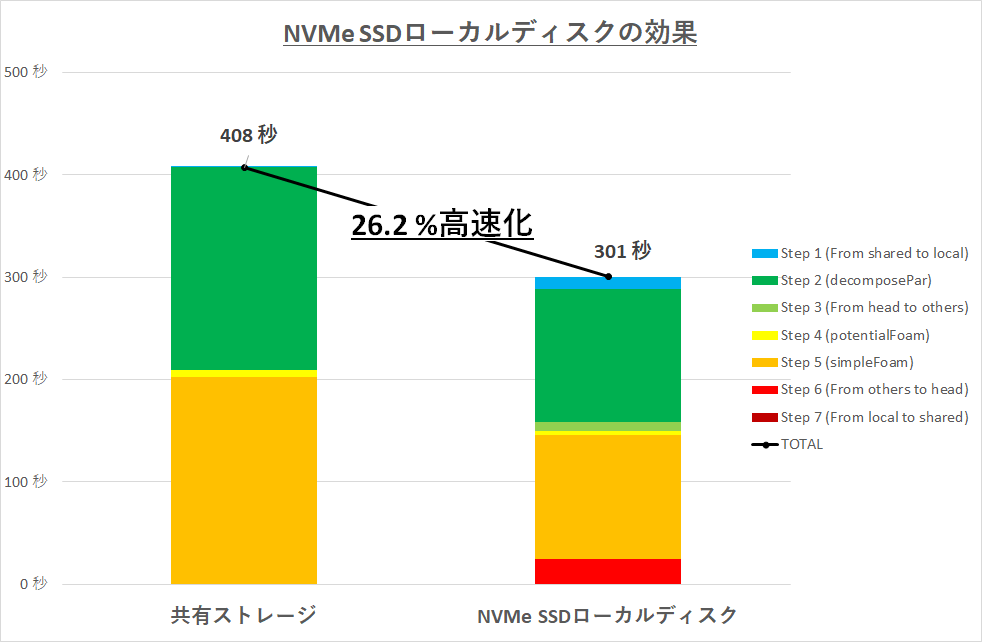 NVMe SSDローカルディスクの効果
500 秒
408 秒
400 秒
26.2 %高速化
301 秒
300 秒
200 秒
100 秒
0 秒
共有ストレージ
NVMe SSDローカルディスク
Step 1 (From shared to local)
Step 2 (decomposePar)
Step 3 (From head to others)
Step 4 (potentialFoam)
Step 5 (simpleFoam)
Step 6 (From others to head)
Step 7 (From local to shared)
TOTAL